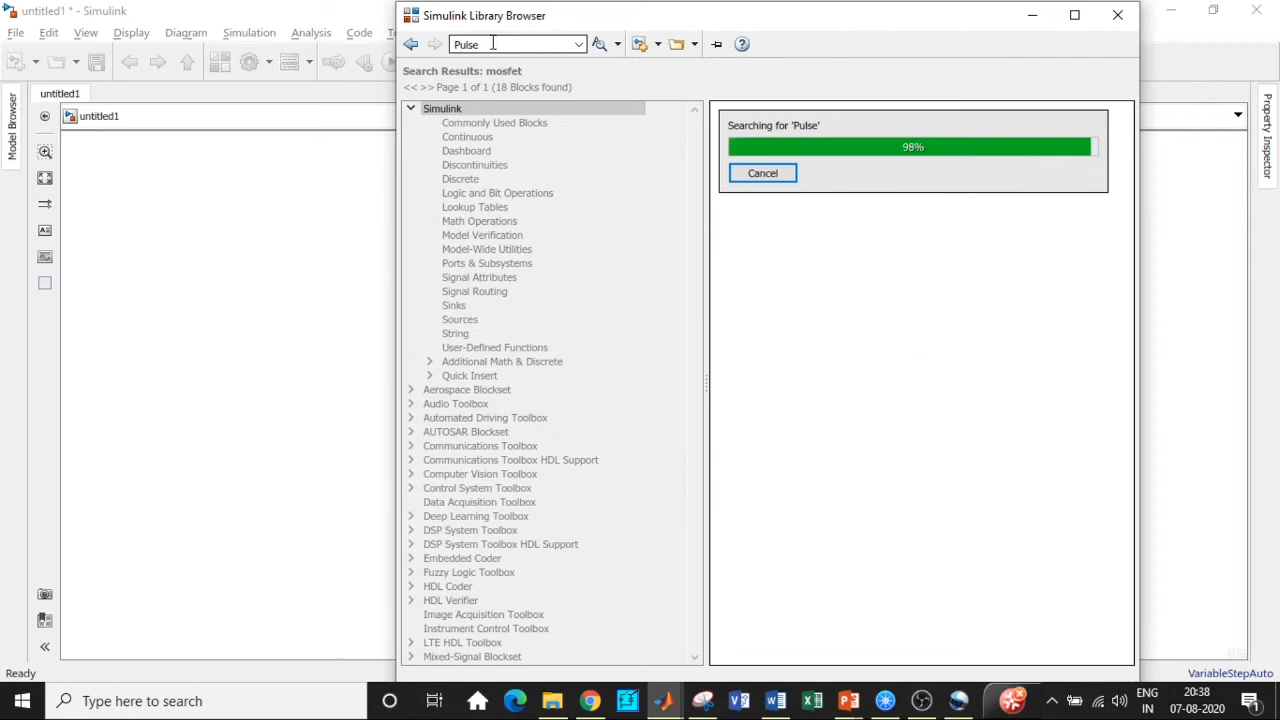 untitled1 * - Simulink
File Edit View Display Diagram Simulation Analysis Code
untitled1
untitled1
Model Browser
Ready
Simulink Library Browser
Pulse
Search Results: mosfet
<< >> Page 1 of 1 (18 Blocks found)
Simulink
Commonly Used Blocks
Continuous
Dashboard
Discontinuities
Discrete
Logic and Bit Operations
Lookup Tables
Math Operations
Model Verification
Model-Wide Utilities
Ports & Subsystems
Signal Attributes
Signal Routing
Sinks
Sources
String
User-Defined Functions
Additional Math & Discrete
Quick Insert
Aerospace Blockset
Audio Toolbox
Automated Driving Toolbox
AUTOSAR Blockset
Communications Toolbox
Communications Toolbox HDL Support
Computer Vision Toolbox
Control System Toolbox
Data Acquisition Toolbox
Deep Learning Toolbox
DSP System Toolbox
DSP System Toolbox HDL Support
Embedded Coder
Fuzzy Logic Toolbox
HDL Coder
HDL Verifier
Image Acquisition Toolbox
Instrument Control Toolbox
LTE HDL Toolbox
Mixed-Signal Blockset
Searching for 'Pulse'
98%
Cancel
Property Inspector
VariableStepAuto
Type here to search
ENG
IN
20:38
07-08-2020